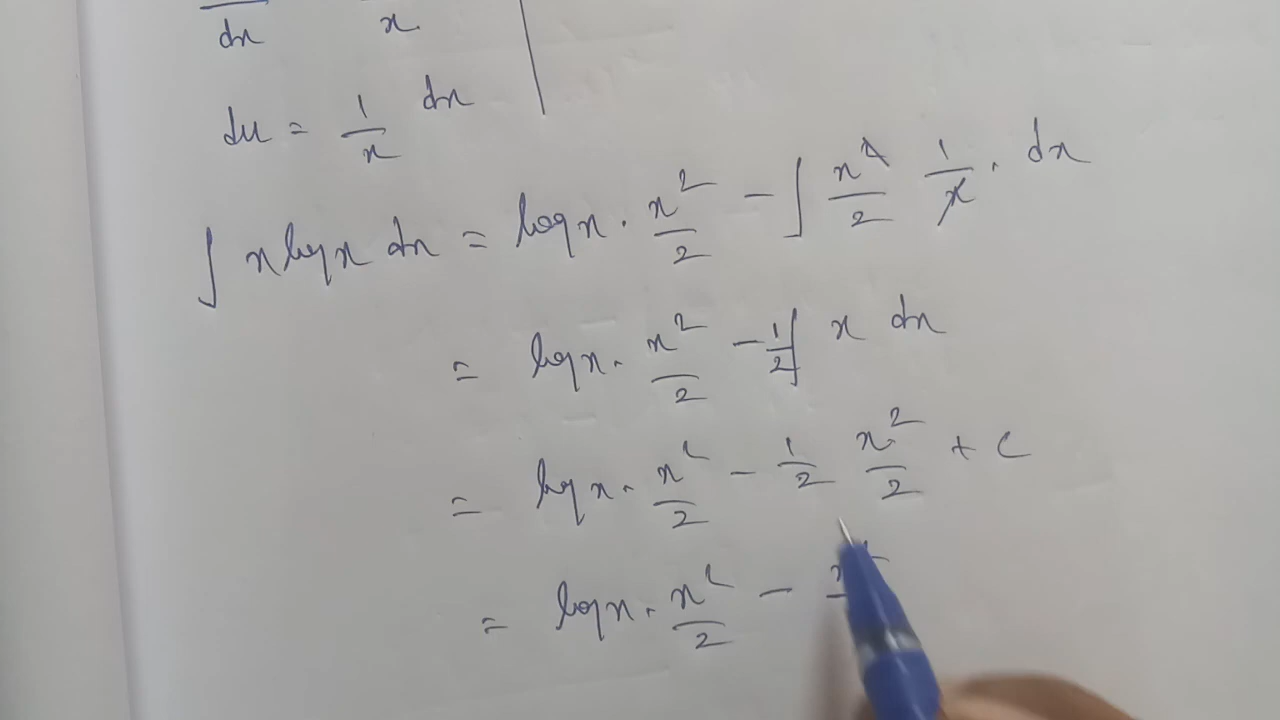 dx x
du = 1/x dx
∫ x log x dx = log x · x²/2 - ∫ x²/2 1/x · dx
= log x · x²/2 - 1/2 ∫ x dx
= log x · x²/2 - 1/2 x²/2 + c
= log x · x²/2 -